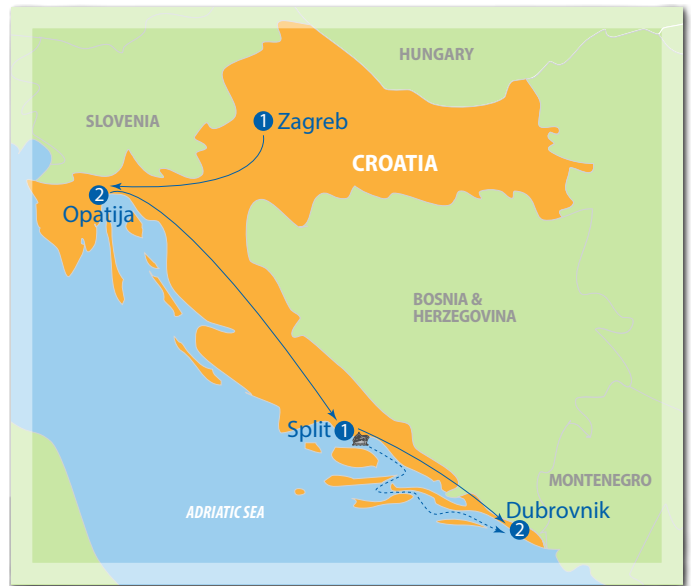 HUNGARY
SLOVENIA
1 Zagreb
CROATIA
2
Opatija
BOSNIA &
HERZEGOVINA
Split 1
MONTENEGRO
ADRIATIC SEA
Dubrovnik
2